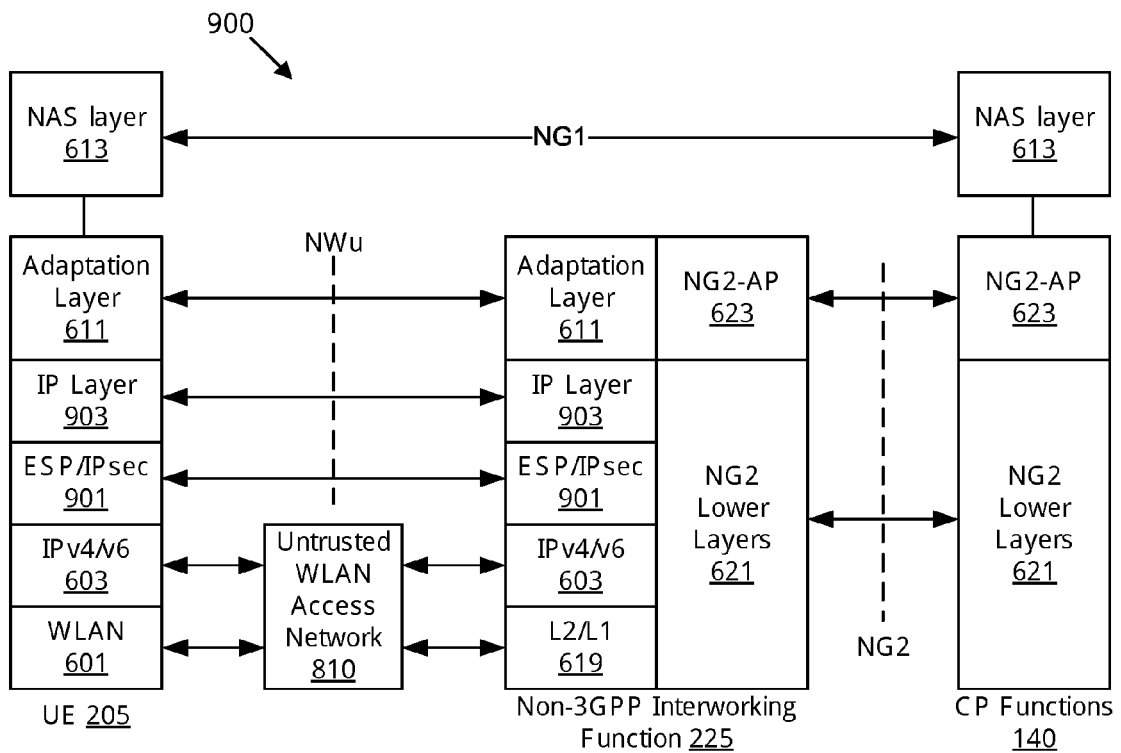 900
NAS layer
613
NG1
NAS layer
613
NWu
Adaptation
Layer
611
Adaptation
Layer
611
NG2-AP
623
NG2-AP
623
IP Layer
903
IP Layer
903
ESP/IPsec
901
ESP/IPsec
901
NG2
Lower
Layers
621
NG2
Lower
Layers
621
IPv4/v6
603
Untrusted
WLAN
Access
Network
810
IPv4/v6
603
WLAN
601
L2/L1
619
NG2
UE 205
Non-3GPP Interworking
Function 225
CP Functions
140